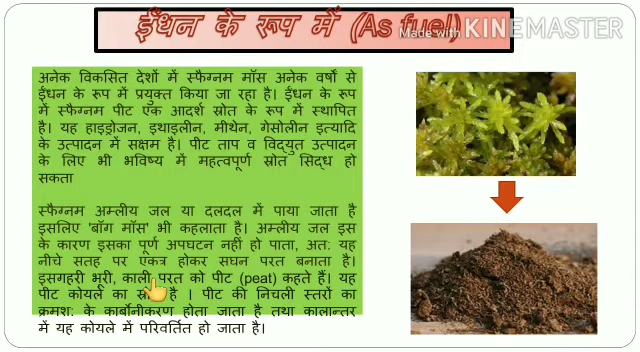 ईंधन के रूप में (As fuel)
Made with KINEMASTER
अनेक विकसित देशों में स्फैग्नम मॉस अनेक वर्षों से
ईंधन के रूप में प्रयुक्त किया जा रहा है। ईंधन के रूप
में स्फैग्नम पीट एक आदर्श स्रोत के रूप में स्थापित
है। यह हाइड्रोजन, इथाइलीन, मीथेन, गेसोलीन इत्यादि
के उत्पादन में सक्षम है। पीट ताप व विद्युत उत्पादन
के लिए भी भविष्य में महत्वपूर्ण स्रोत सिद्ध हो
सकता
स्फैग्नम अम्लीय जल या दलदल में पाया जाता है
इसलिए 'बॉग मॉस' भी कहलाता है। अम्लीय जल इस
के कारण इसका पूर्ण अपघटन नहीं हो पाता, अत: यह
नीचे सतह पर एकत्र होकर सघन परत बनाता है।
इसगहरी भूरी, काली परत को पीट (peat) कहते हैं। यह
पीट कोयले का है । पीट की निचली स्तरों का
क्रमश: के कार्बोनीकरण होता जाता है तथा कालान्तर
में यह कोयले में परिवर्तित हो जाता है।